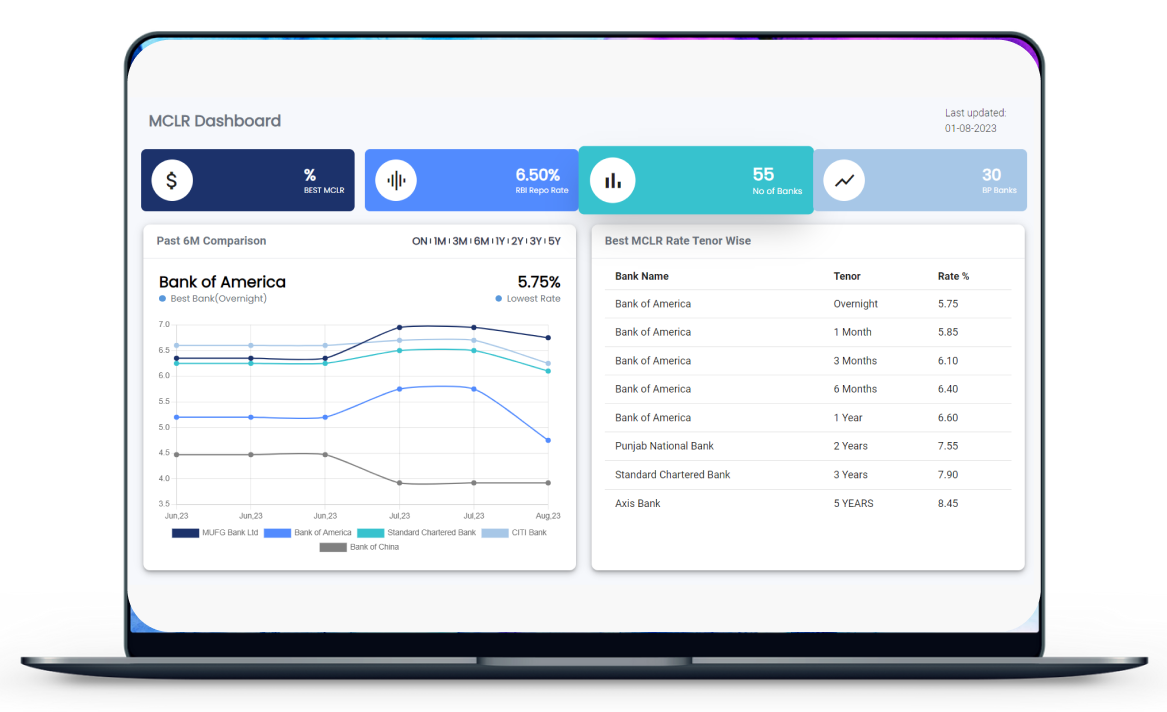 MCLR Dashboard
Last updated:
01-08-2023
$
%
BEST MCLR
6.50%
RBI Repo Rate
55
No of Banks
30
BP Banks
Past 6M Comparison
ON 1M 3M 6M 1Y 2Y 3Y 5Y
Bank of America
5.75%
Best Bank(Overnight)
Lowest Rate
7.0
6.5
6.0
5.5
5.0
4.5
4.0
3.5
Jun,23 Jun,23 Jun,23 Jul,23 Jul,23 Aug,23
MUFG Bank Ltd Bank of America Standard Chartered Bank CITI Bank
Bank of China
Best MCLR Rate Tenor Wise
Bank Name Tenor Rate %
Bank of America Overnight 5.75
Bank of America 1 Month 5.85
Bank of America 3 Months 6.10
Bank of America 6 Months 6.40
Bank of America 1 Year 6.60
Punjab National Bank 2 Years 7.55
Standard Chartered Bank 3 Years 7.90
Axis Bank 5 YEARS 8.45